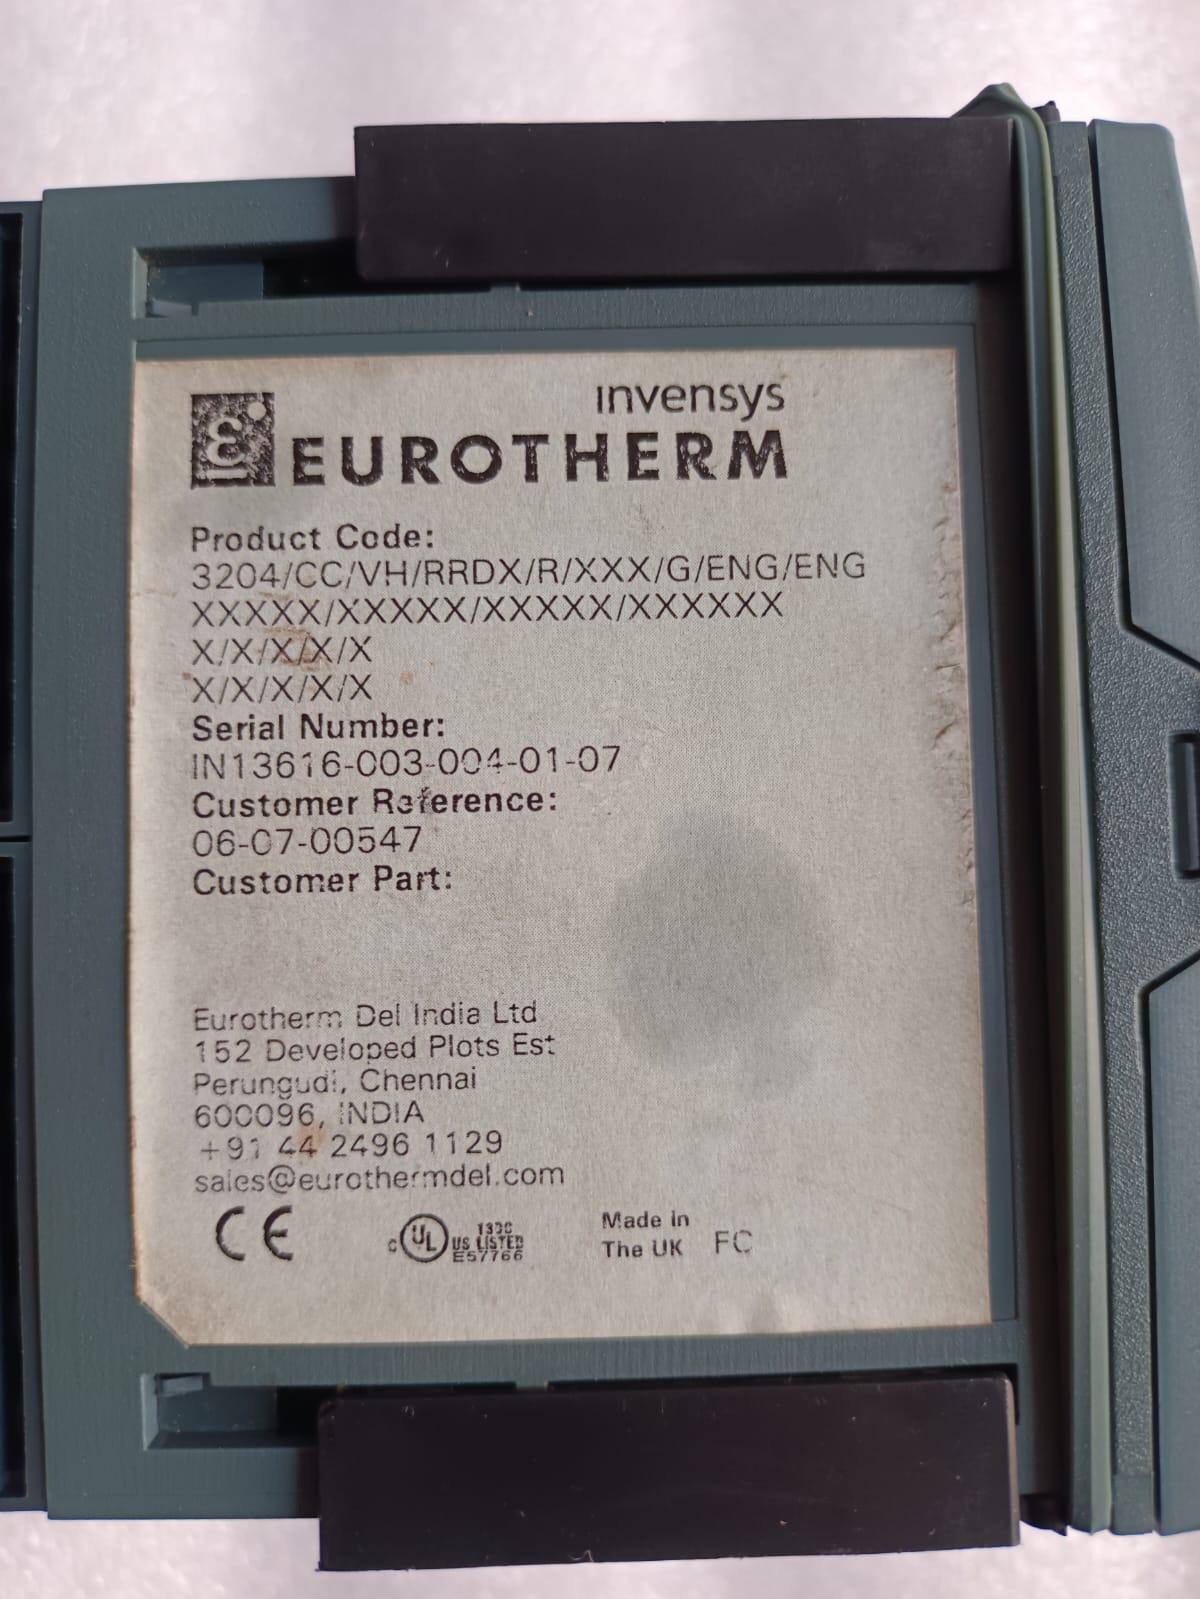 invensys
EUROTHERM
Product Code:
3204/CC/VH/RRDX/R/XXX/G/ENG/ENG
XXXXX/XXXXX/XXXXX/XXXXXX
X/X/X/X/X
X/X/X/X/X
Serial Number:
IN13616-003-004-01-07
Customer Reference:
06-07-00547
Customer Part:
Eurotherm Del India Ltd
152 Developed Plots Est
Perungudi, Chennai
600096, INDIA
+91 44 2496 1129
sales@eurothermdel.com
CE
c UL US LISTED
E57766
Made in
The UK
FC